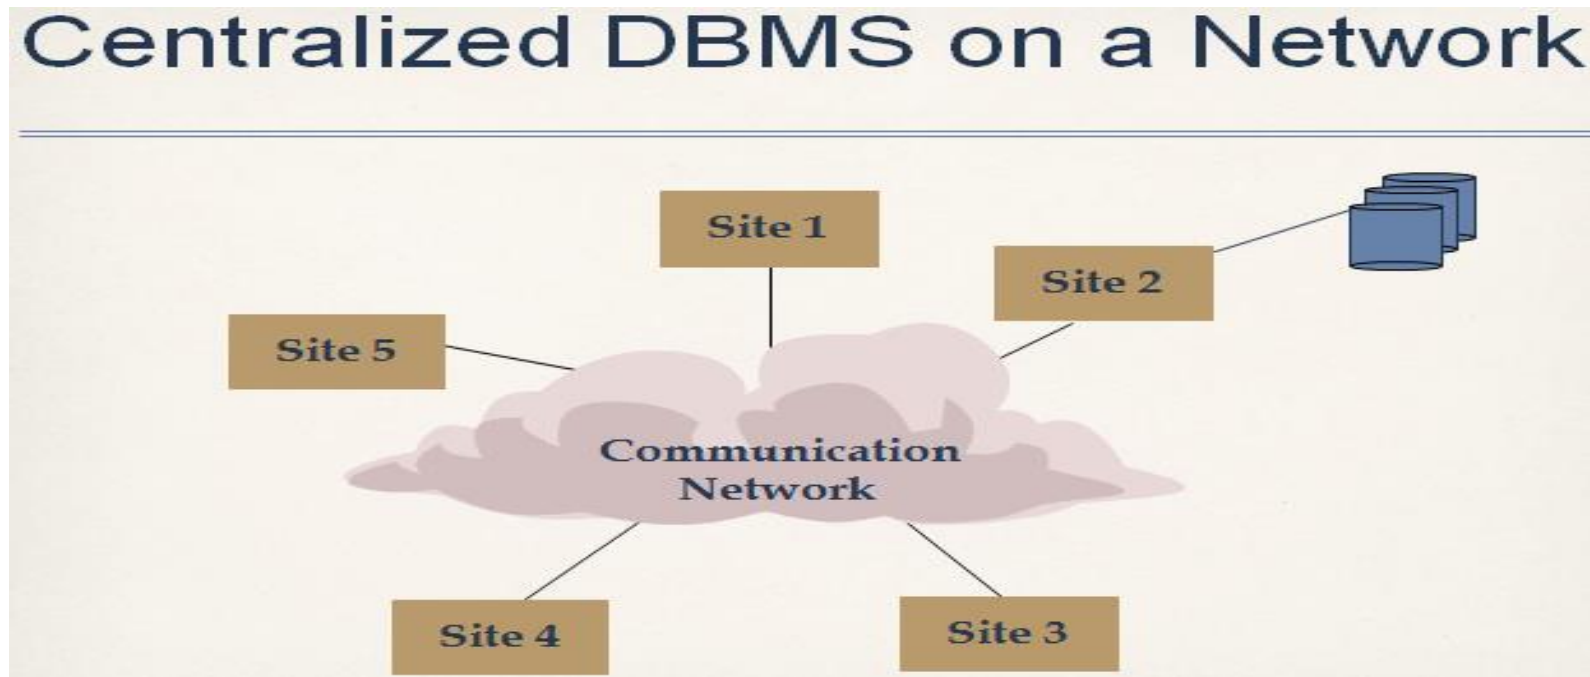 Centralized DBMS on a Network
Site 1
Site 2
Site 5
Communication
Network
Site 4
Site 3